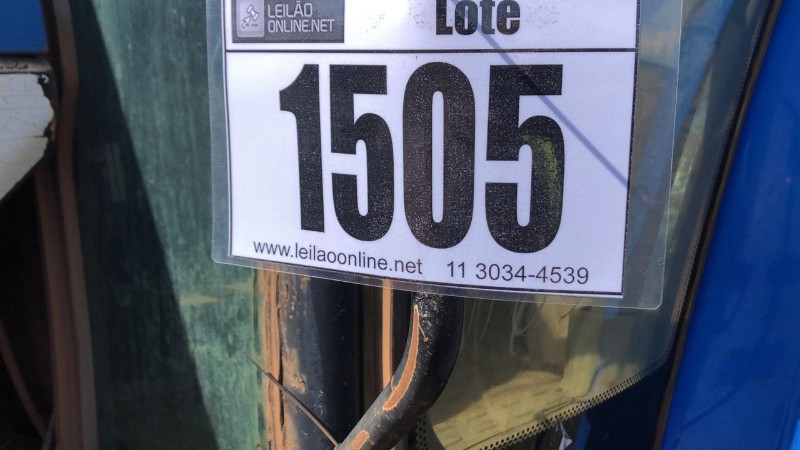 LEILÃO
ONLINE.NET
Lote
1505
www.leilaoonline.net 11 3034-4539